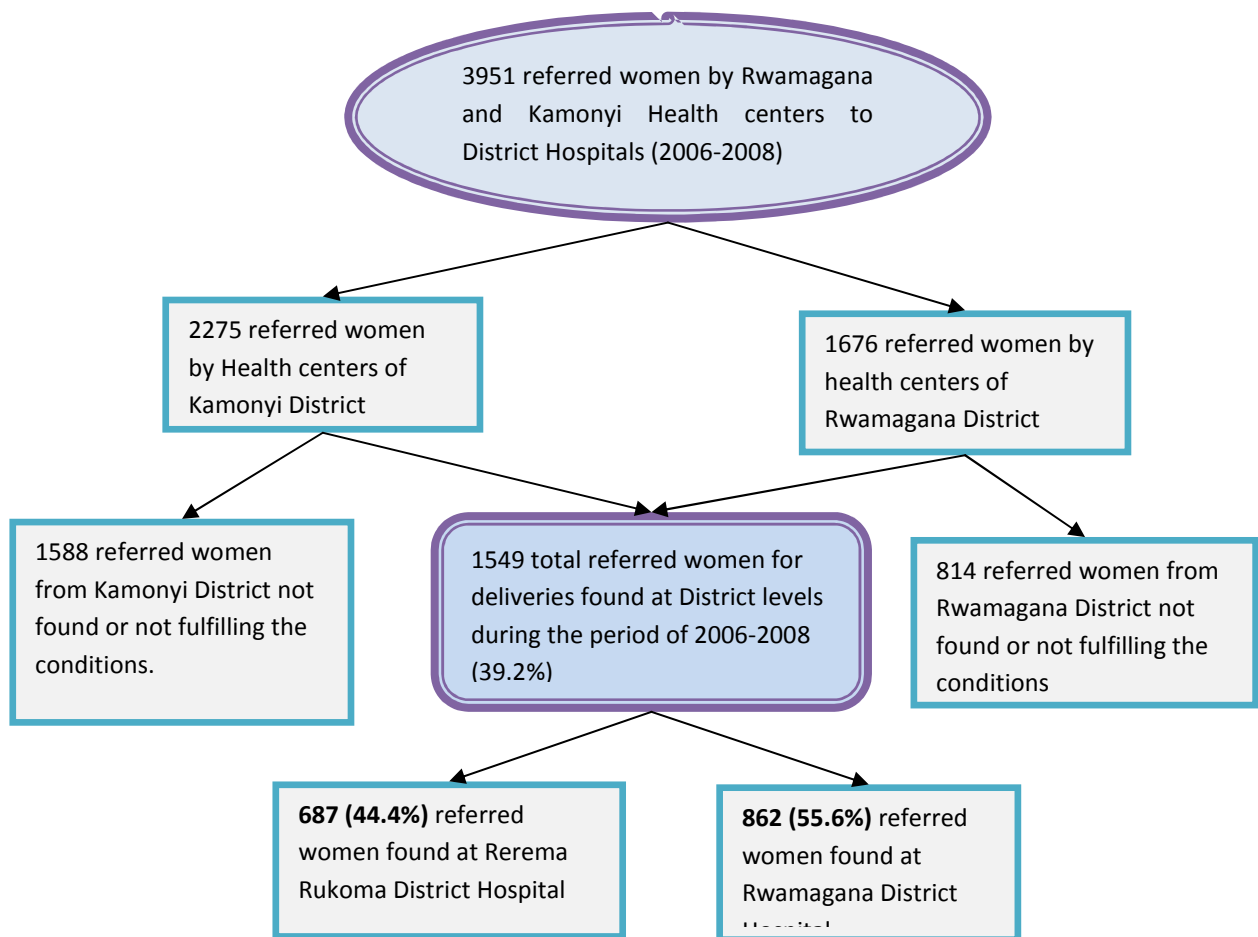 3951 referred women by Rwamagana
and Kamonyi Health centers to
District Hospitals (2006-2008)
2275 referred women
by Health centers of
Kamonyi District
1676 referred women by
health centers of
Rwamagana District
1588 referred women
from Kamonyi District not
found or not fulfilling the
conditions.
1549 total referred women for
deliveries found at District levels
during the period of 2006-2008
(39.2%)
814 referred women from
Rwamagana District not
found or not fulfilling the
conditions
687 (44.4%) referred
women found at Rerema
Rukoma District Hospital
862 (55.6%) referred
women found at
Rwamagana District
Hospital